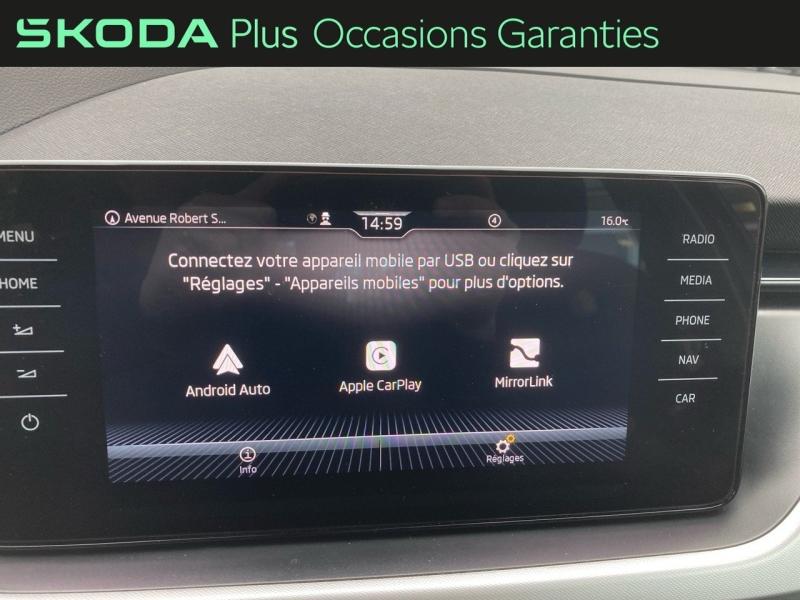 SKODA Plus Occasions Garanties
Avenue Robert S...
14:59
4
16.0°C
MENU
HOME
Connectez votre appareil mobile par USB ou cliquez sur
"Réglages" - "Appareils mobiles" pour plus d'options.
Android Auto
Apple CarPlay
MirrorLink
Info
Réglages
RADIO
MEDIA
PHONE
NAV
CAR